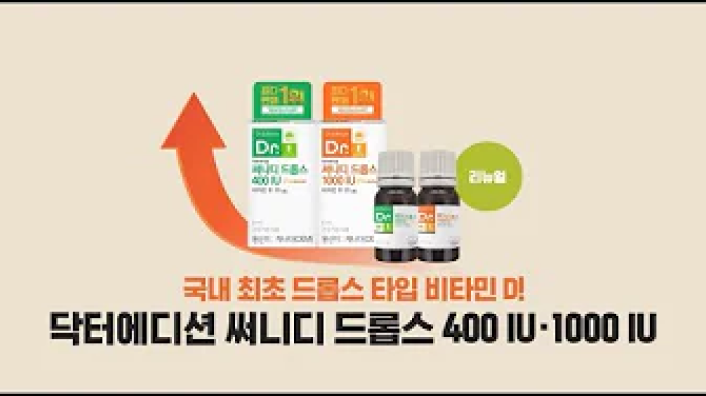 Dr.
써니디 드롭스
400 IU
Dr.
써니디 드롭스
1000 IU
Dr.
Dr.
리뉴얼
국내 최초 드롭스 타입 비타민 D!
닥터에디션 써니디 드롭스 400 IU·1000 IU